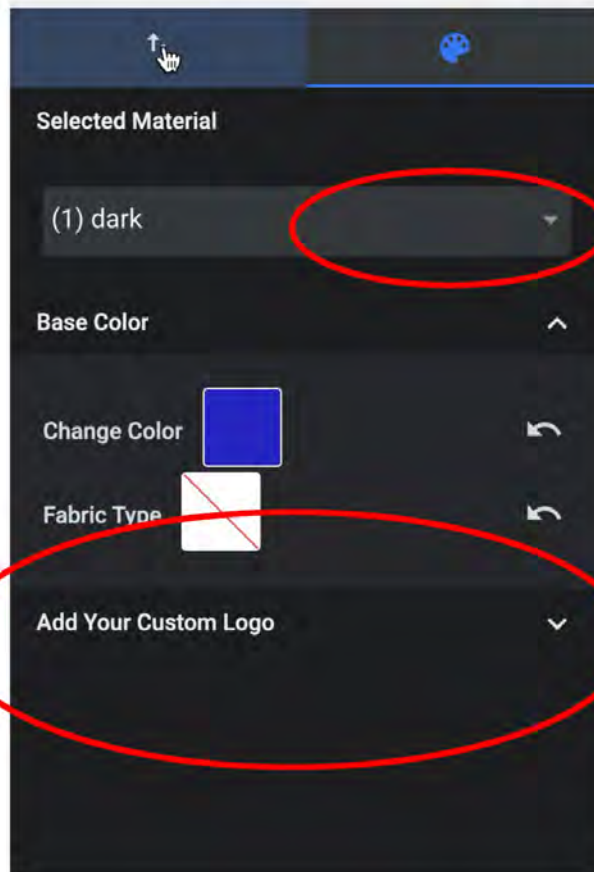 Selected Material
(1) dark
Base Color
Change Color
Fabric Type
Add Your Custom Logo